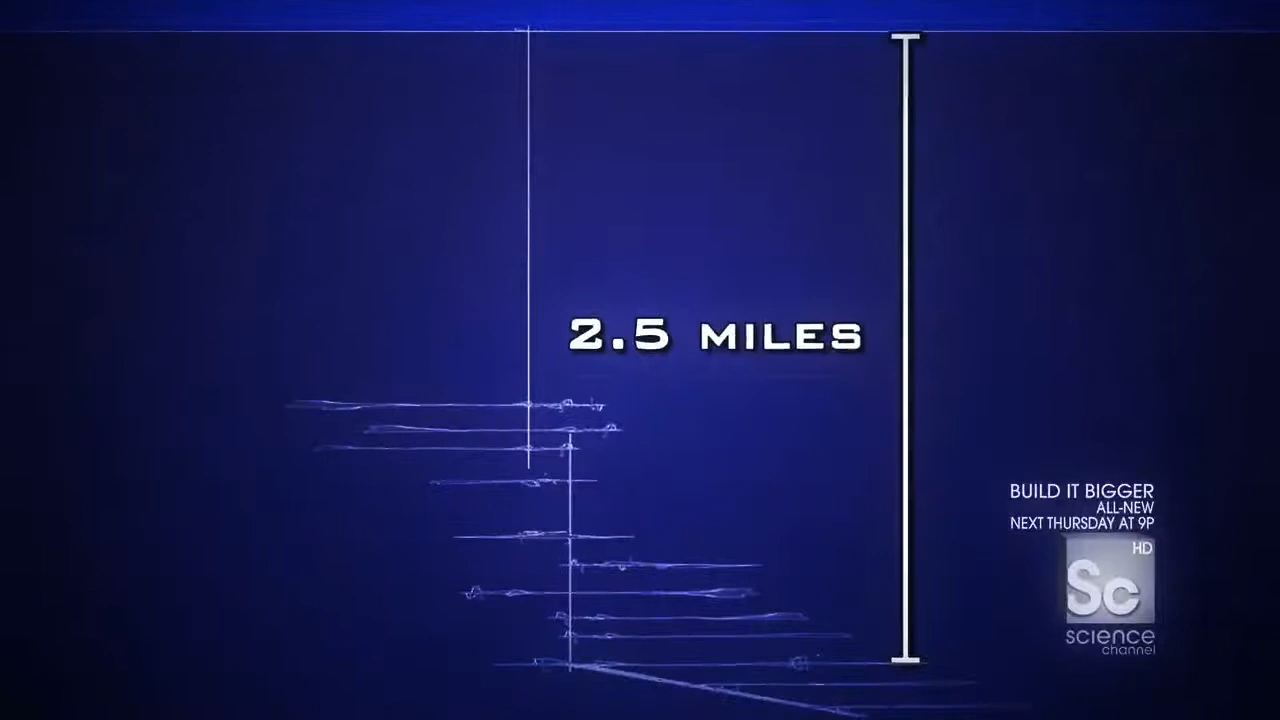 2.5 MILES
BUILD IT BIGGER
ALL-NEW
NEXT THURSDAY AT 9P
HD
Sc
science
channel